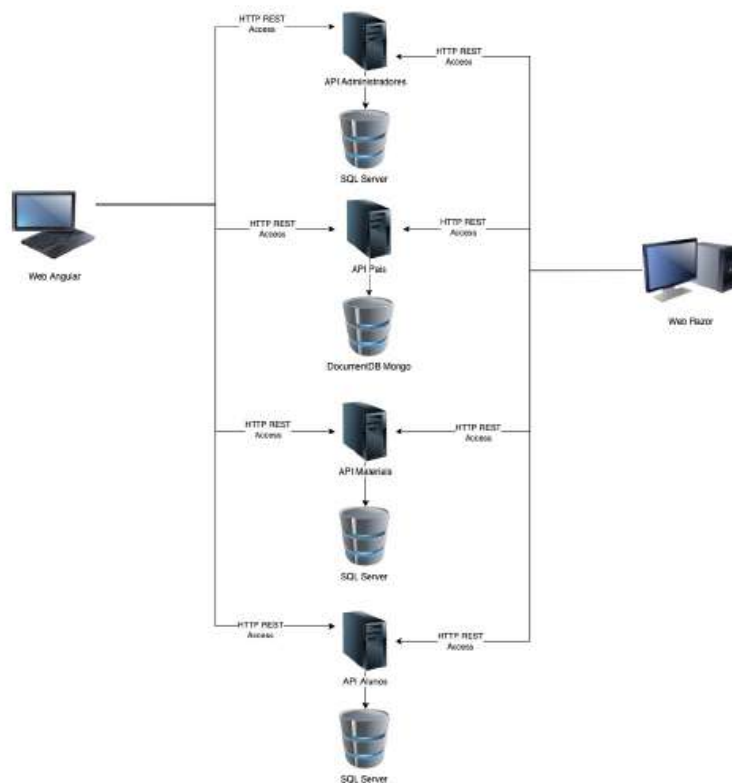 HTTP REST
Access
HTTP REST
Access
API Administradores
SQL Server
HTTP REST
Access
HTTP REST
Access
Web Angular
API Pais
Web Razor
DocumentDB Mongo
HTTP REST
Access
HTTP REST
Access
API Materiais
SQL Server
HTTP REST
Access
HTTP REST
Access
API Alunos
SQL Server